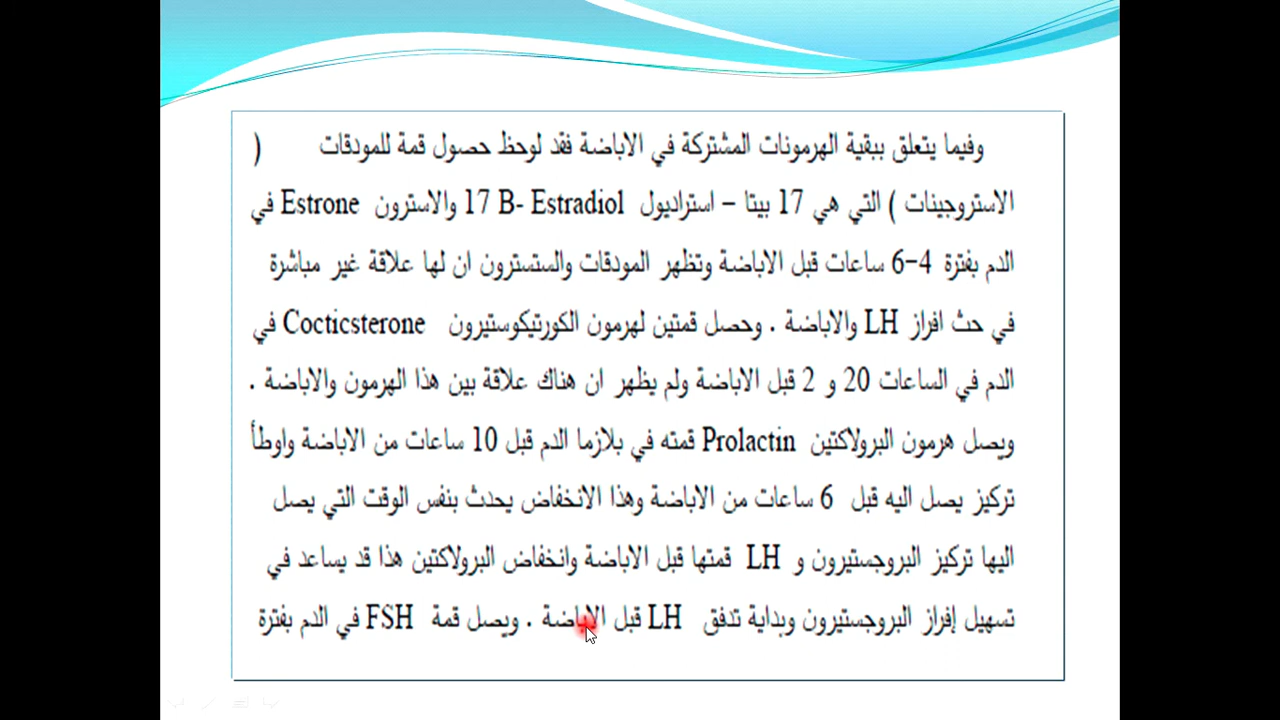 وفيما يتعلق ببقية الهرمونات المشتركة في الاباضة فقد لوحظ حصول قمة للمودقات (
الاستروجينات ) التي هي 17 بيتا – استراديول 17 B- Estradiol والاسترون Estrone في
الدم بفترة 4-6 ساعات قبل الاباضة وتظهر المودقات والستسترون ان لها علاقة غير مباشرة
في حث افراز LH والاباضة . وحصل قمتين لهرمون الكورتيكوستيرون Cocticsterone في
الدم في الساعات 20 و 2 قبل الاباضة ولم يظهر ان هناك علاقة بين هذا الهرمون والاباضة .
ويصل هرمون البرولاكتين Prolactin قمته في بلازما الدم قبل 10 ساعات من الاباضة واوطأ
تركيز يصل اليه قبل 6 ساعات من الاباضة وهذا الانخفاض يحدث بنفس الوقت التي يصل
اليها تركيز البروجستيرون و LH قمتها قبل الاباضة وانخفاض البرولاكتين هذا قد يساعد في
تسهيل إفراز البروجستيرون وبداية تدفق LH قبل الاباضة . ويصل قمة FSH في الدم بفترة